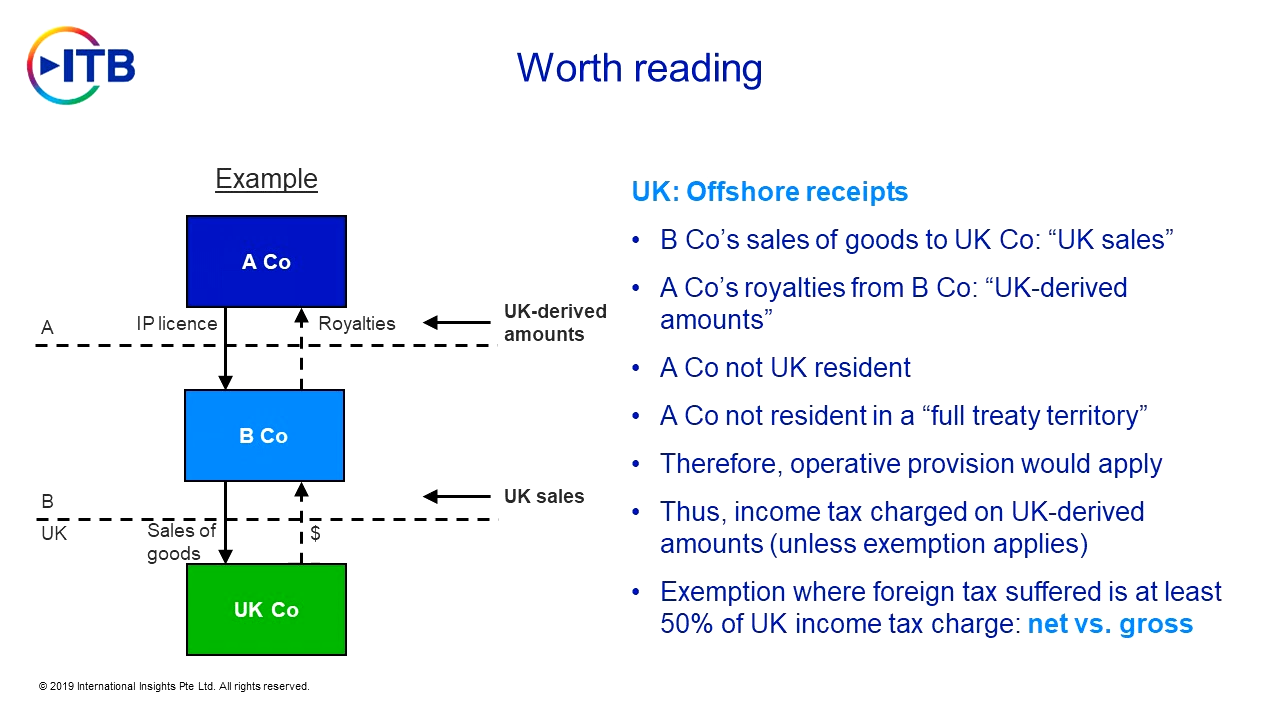 ITB
Worth reading
Example
A Co
A
IP licence
Royalties
UK-derived
amounts
B Co
B
UK
UK sales
Sales of
goods
$
UK Co
UK: Offshore receipts
• B Co’s sales of goods to UK Co: “UK sales”
• A Co’s royalties from B Co: “UK-derived
amounts”
• A Co not UK resident
• A Co not resident in a “full treaty territory”
• Therefore, operative provision would apply
• Thus, income tax charged on UK-derived
amounts (unless exemption applies)
• Exemption where foreign tax suffered is at least
50% of UK income tax charge: net vs. gross
© 2019 International Insights Pte Ltd. All rights reserved.